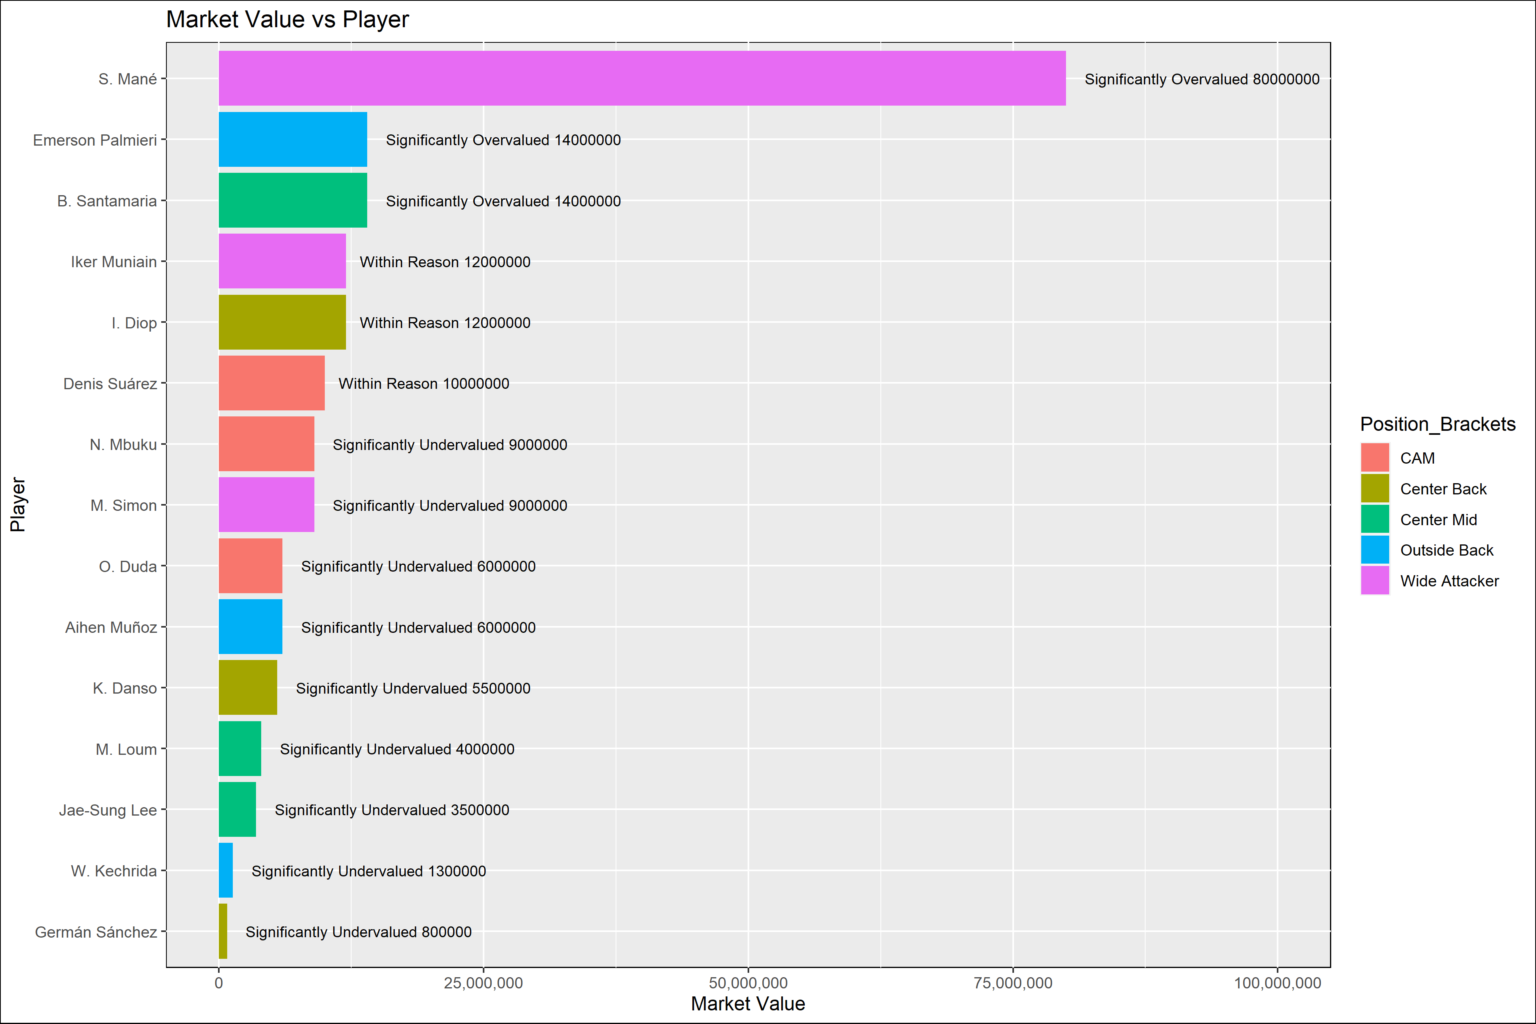 Market Value vs Player
Player
S. Mané
Significantly Overvalued 80000000
Emerson Palmieri
Significantly Overvalued 14000000
B. Santamaria
Significantly Overvalued 14000000
Iker Muniain
Within Reason 12000000
I. Diop
Within Reason 12000000
Denis Suárez
Within Reason 10000000
N. Mbuku
Significantly Undervalued 9000000
M. Simon
Significantly Undervalued 9000000
O. Duda
Significantly Undervalued 6000000
Aihen Muñoz
Significantly Undervalued 6000000
K. Danso
Significantly Undervalued 5500000
M. Loum
Significantly Undervalued 4000000
Jae-Sung Lee
Significantly Undervalued 3500000
W. Kechrida
Significantly Undervalued 1300000
Germán Sánchez
Significantly Undervalued 800000
0
25,000,000
50,000,000
75,000,000
100,000,000
Market Value
Position_Brackets
CAM
Center Back
Center Mid
Outside Back
Wide Attacker